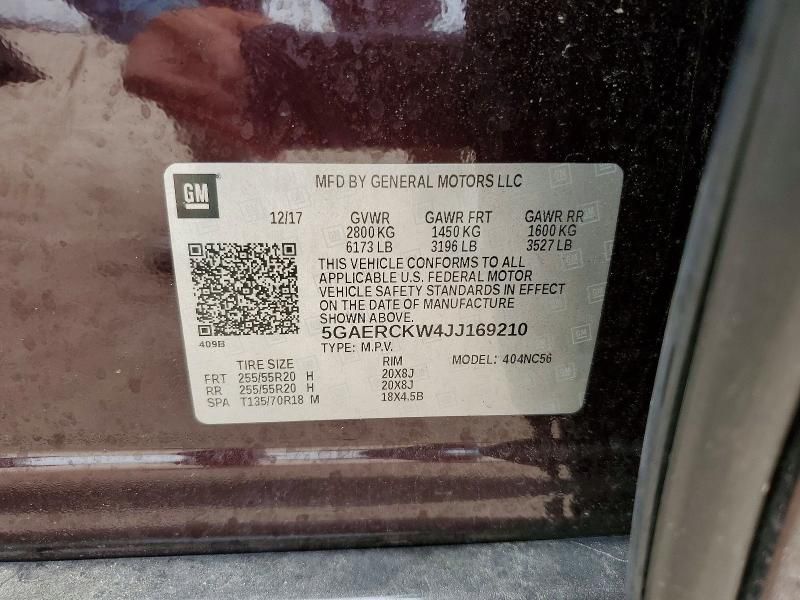 GM
MFD BY GENERAL MOTORS LLC
12/17 GVWR GAWR FRT GAWR RR
2800 KG 1450 KG 1600 KG
6173 LB 3196 LB 3527 LB
THIS VEHICLE CONFORMS TO ALL
APPLICABLE U.S. FEDERAL MOTOR
VEHICLE SAFETY STANDARDS IN EFFECT
ON THE DATE OF MANUFACTURE
SHOWN ABOVE.
5GAERCKW4JJ169210
409B
TYPE: M.P.V.
TIRE SIZE RIM MODEL: 404NC56
FRT 255/55R20 H 20X8J
RR 255/55R20 H 20X8J
SPA T135/70R18 M 18X4.5B